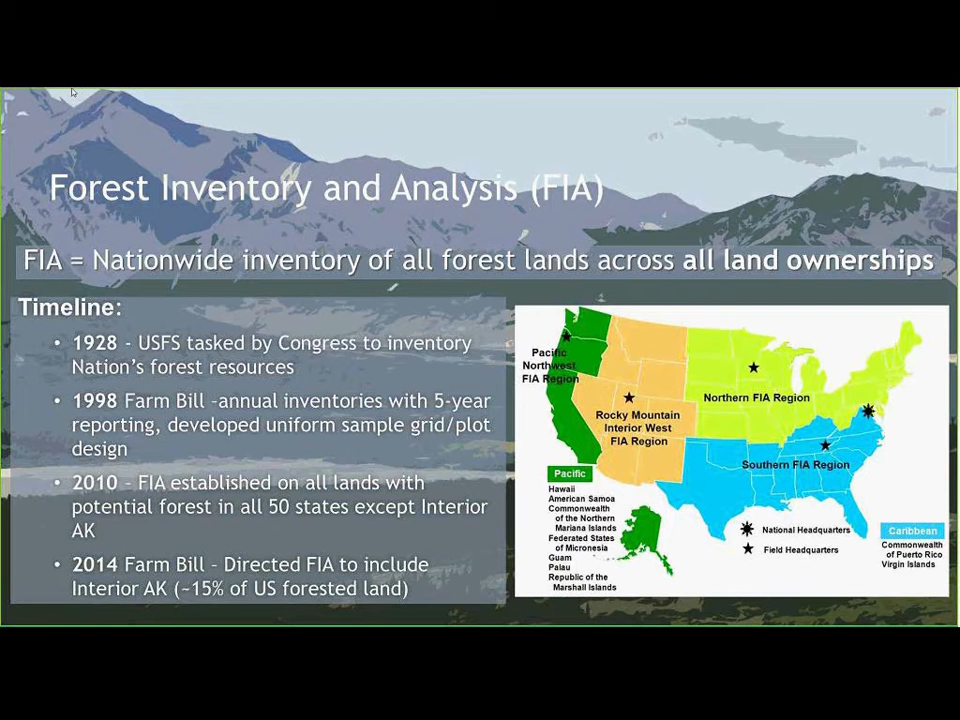 Forest Inventory and Analysis (FIA)
FIA = Nationwide inventory of all forest lands across all land ownerships
Timeline:
• 1928 - USFS tasked by Congress to inventory
Nation's forest resources
• 1998 Farm Bill –annual inventories with 5-year
reporting, developed uniform sample grid/plot
design
• 2010 – FIA established on all lands with
potential forest in all 50 states except Interior
AK
• 2014 Farm Bill – Directed FIA to include
Interior AK (~15% of US forested land)
Pacific
Northwest
FIA Region
Rocky Mountain
Interior West
FIA Region
Northern FIA Region
Southern FIA Region
Pacific
Hawaii
American Samoa
Commonwealth
of the Northern
Mariana Islands
Federated States
of Micronesia
Guam
Palau
Republic of the
Marshall Islands
National Headquarters
Field Headquarters
Caribbean
Commonwealth
of Puerto Rico
Virgin Islands